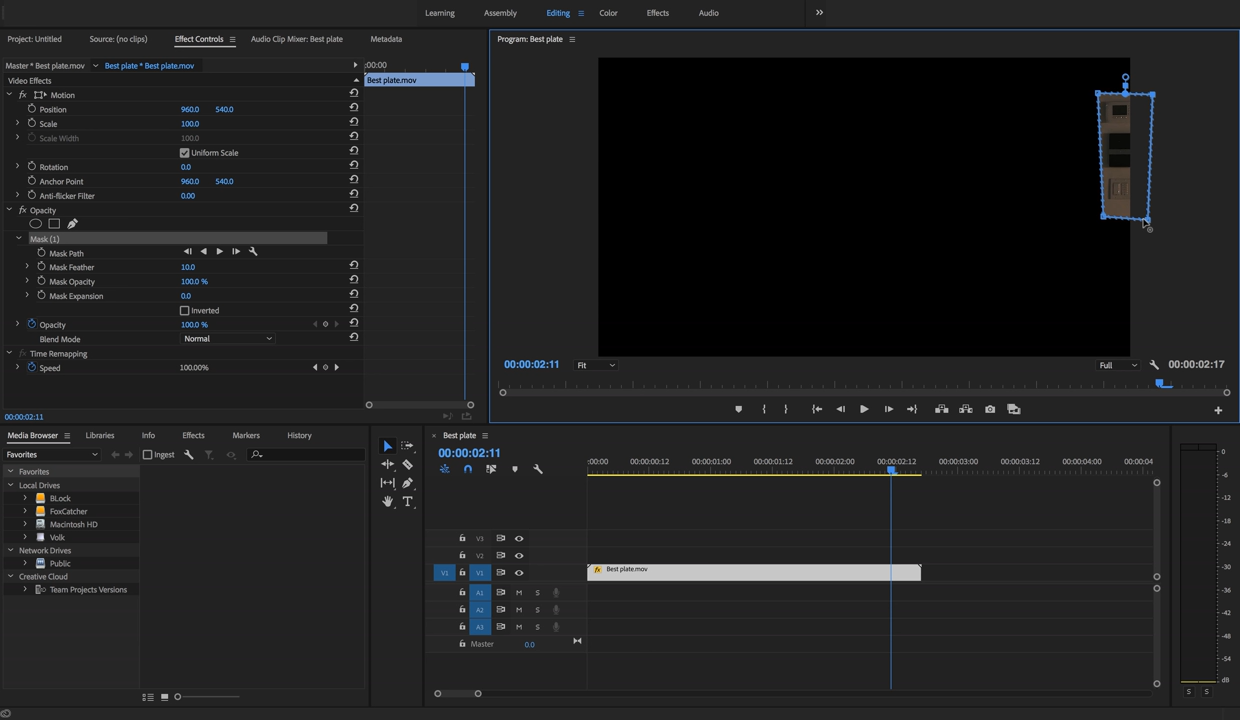 Learning Assembly Editing Color Effects Audio
Project: Untitled Source: (no clips) Effect Controls Audio Clip Mixer: Best plate Metadata
Program: Best plate
Master * Best plate.mov Best plate * Best plate.mov
:00:00
Video Effects
Best plate.mov
fx Motion
Position 960.0 540.0
Scale 100.0
Scale Width 100.0
Uniform Scale
Rotation 0.0
Anchor Point 960.0 540.0
Anti-flicker Filter 0.00
fx Opacity
Mask (1)
Mask Path
Mask Feather 10.0
Mask Opacity 100.0 %
Mask Expansion 0.0
Inverted
Opacity 100.0 %
Blend Mode Normal
fx Time Remapping
Speed 100.00%
00:00:02:11
00:00:02:11 Fit Full 00:00:02:17
Media Browser Libraries Info Effects Markers History
Favorites Ingest
Favorites
Local Drives
BLock
FoxCatcher
Macintosh HD
Volk
Network Drives
Public
Creative Cloud
Team Projects Versions
T
Best plate
00:00:02:11
:00:00 00:00:00:12 00:00:01:00 00:00:01:12 00:00:02:00 00:00:02:12 00:00:03:00 00:00:03:12 00:00:04:00 00:00:04
V3
V2
V1 V1 fx Best plate.mov
A1 M S
A2 M S
A3 M S
Master 0.0
0
-6
-12
-18
-24
-30
-36
-42
-48
-54
dB
S S